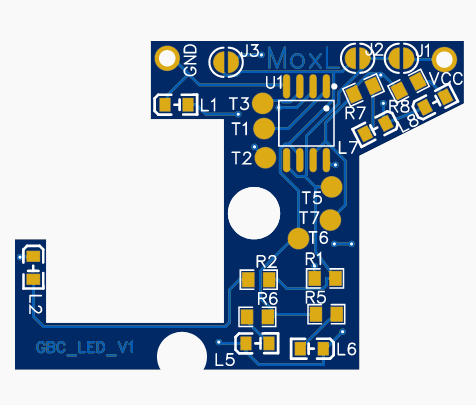 GND
J3
MoxL
J2
J1
VCC
U1
L1
T3
T1
T2
R7
R8
L8
L7
T5
T7
T6
R2
R1
L2
R6
R5
GBC_LED_V1
L5
L6